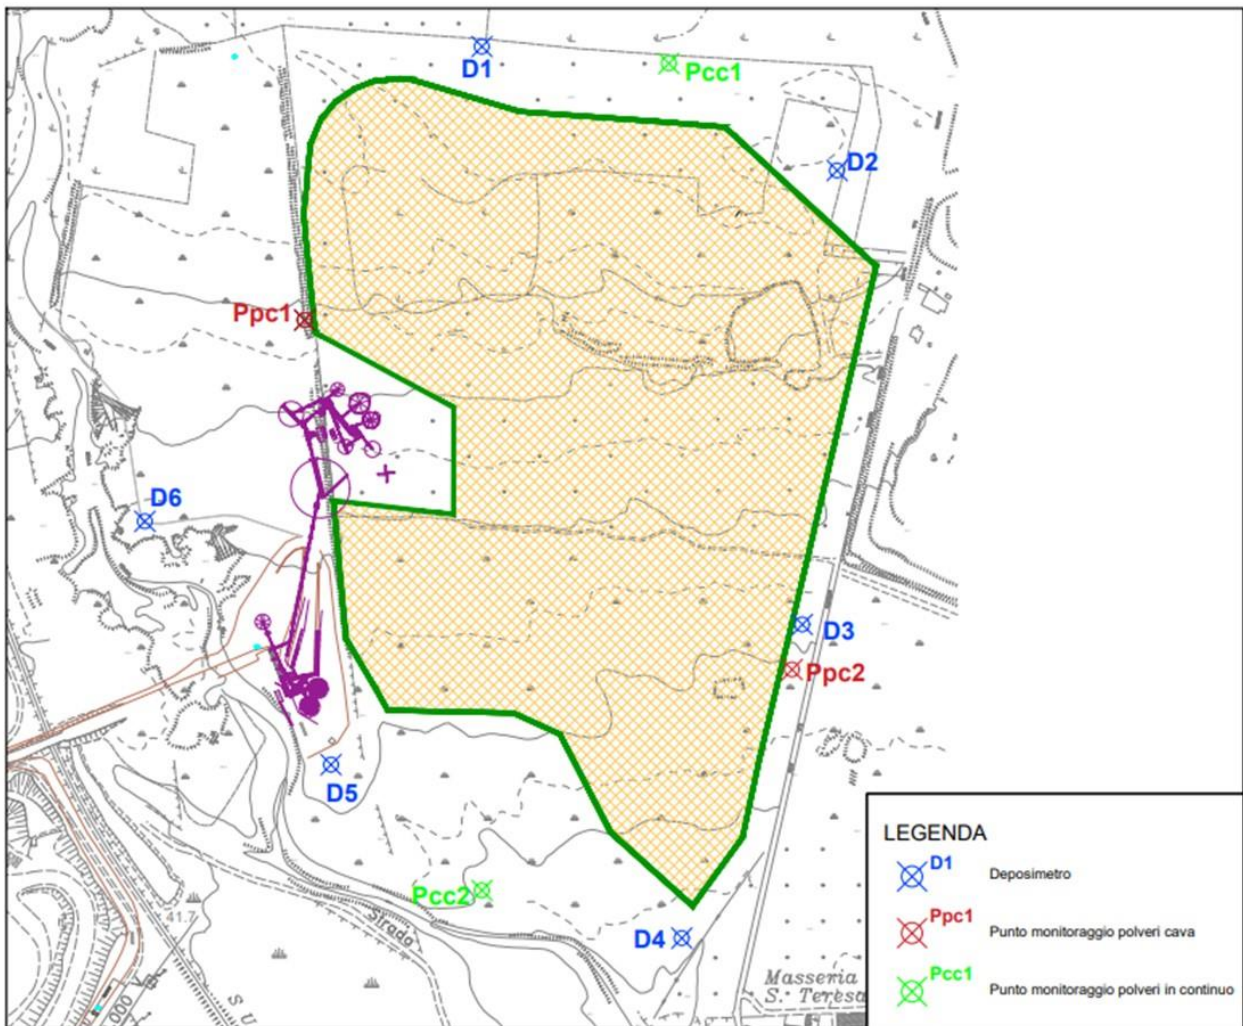 D1
Pcc1
D2
Ppc1
D6
D3
Ppc2
D5
Pcc2
41.7
Strada
D4
Masseria
S. Teresa
S U
000
LEGENDA
D1
Deposimetro
Ppc1
Punto monitoraggio polveri cava
Pcc1
Punto monitoraggio polveri in continuo